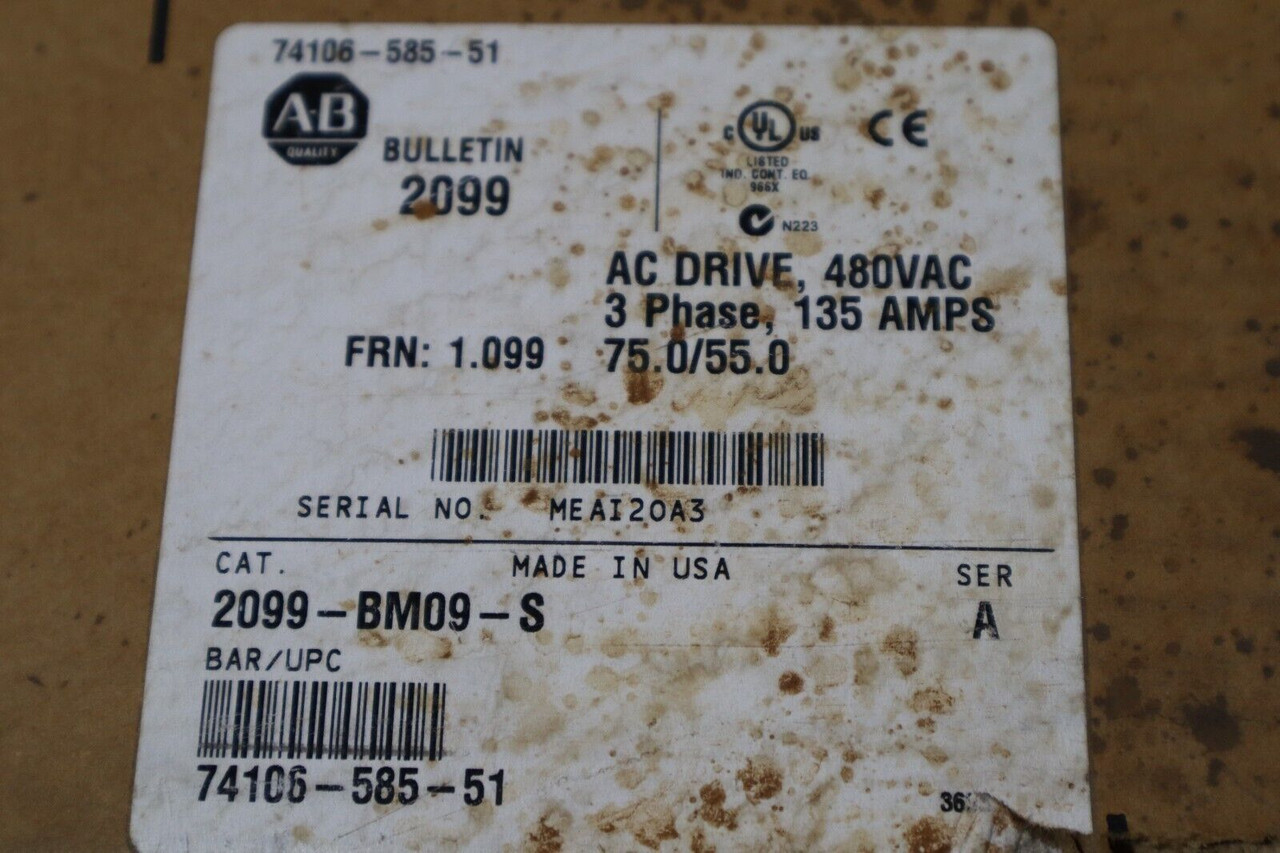 74106-585-51
A-B
QUALITY
BULLETIN
2099
C UL US
LISTED
IND. CONT. EQ.
966X
CE
N223
AC DRIVE, 480VAC
3 Phase, 135 AMPS
FRN: 1.099 75.0/55.0
SERIAL NO. MEAI20A3
CAT. MADE IN USA SER
2099-BM09-S A
BAR/UPC
74106-585-51